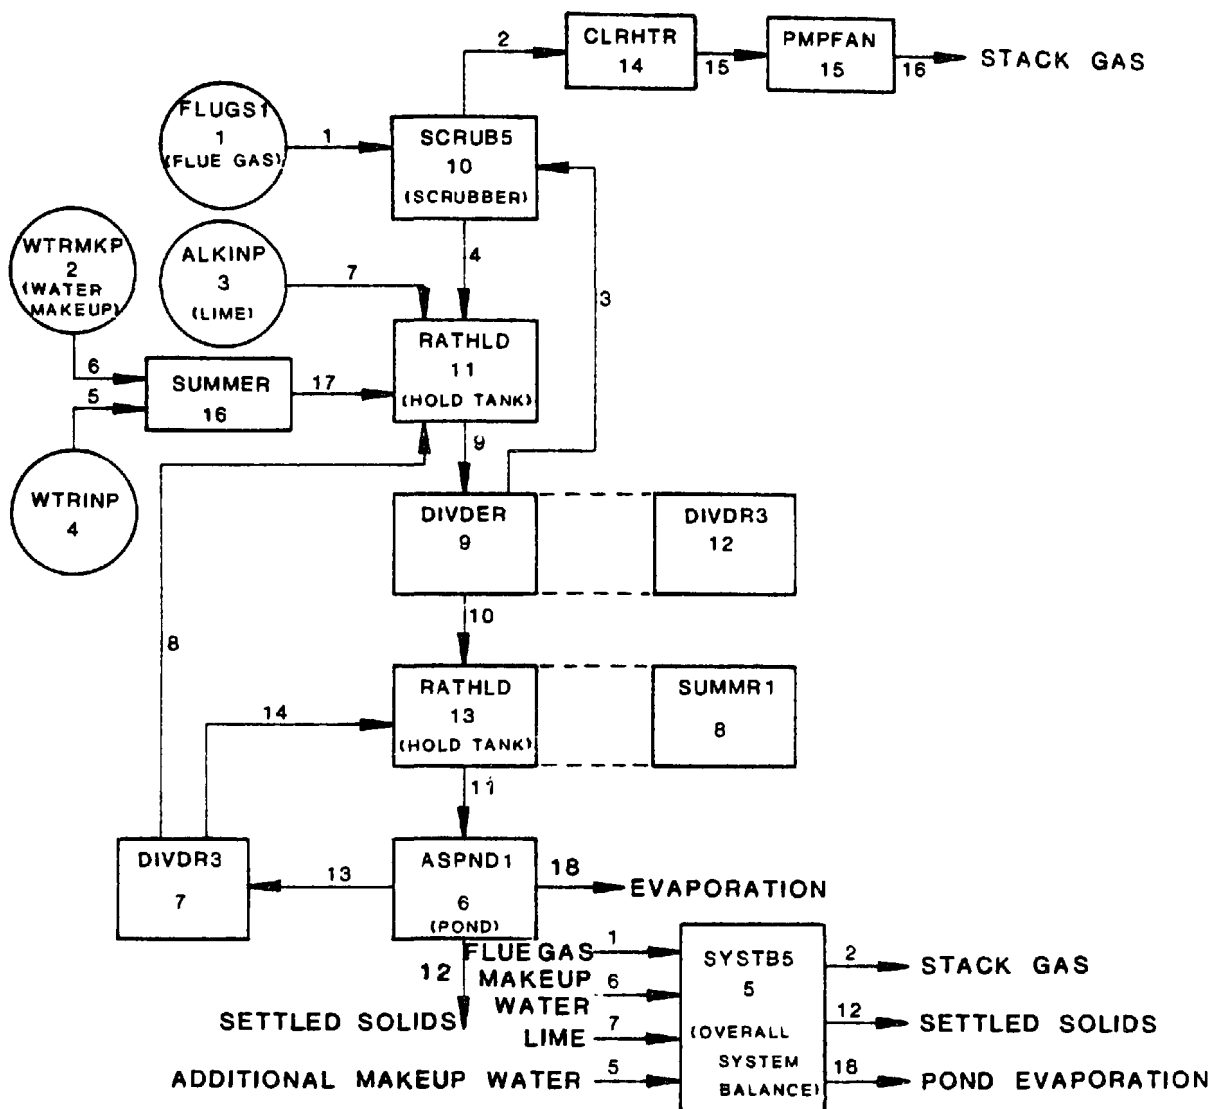 2
CLRHTR
14
15
PMPFAN
15
16
STACK GAS
FLUGS1
1
(FLUE GAS)
1
SCRUB5
10
(SCRUBBER)
3
4
WTRMKP
2
(WATER
MAKEUP)
ALKINP
3
(LIME)
7
RATHLD
11
(HOLD TANK)
6
5
SUMMER
16
17
WTRINP
4
9
DIVDER
9
DIVDR3
12
10
8
RATHLD
13
(HOLD TANK)
SUMMR1
8
14
11
DIVDR3
7
13
ASPND1
6
(POND)
18
EVAPORATION
12
SETTLED SOLIDS
FLUE GAS
1
MAKEUP
WATER
6
LIME
7
ADDITIONAL MAKEUP WATER
5
SYSTB5
5
(OVERALL
SYSTEM
BALANCE)
2
STACK GAS
12
SETTLED SOLIDS
18
POND EVAPORATION